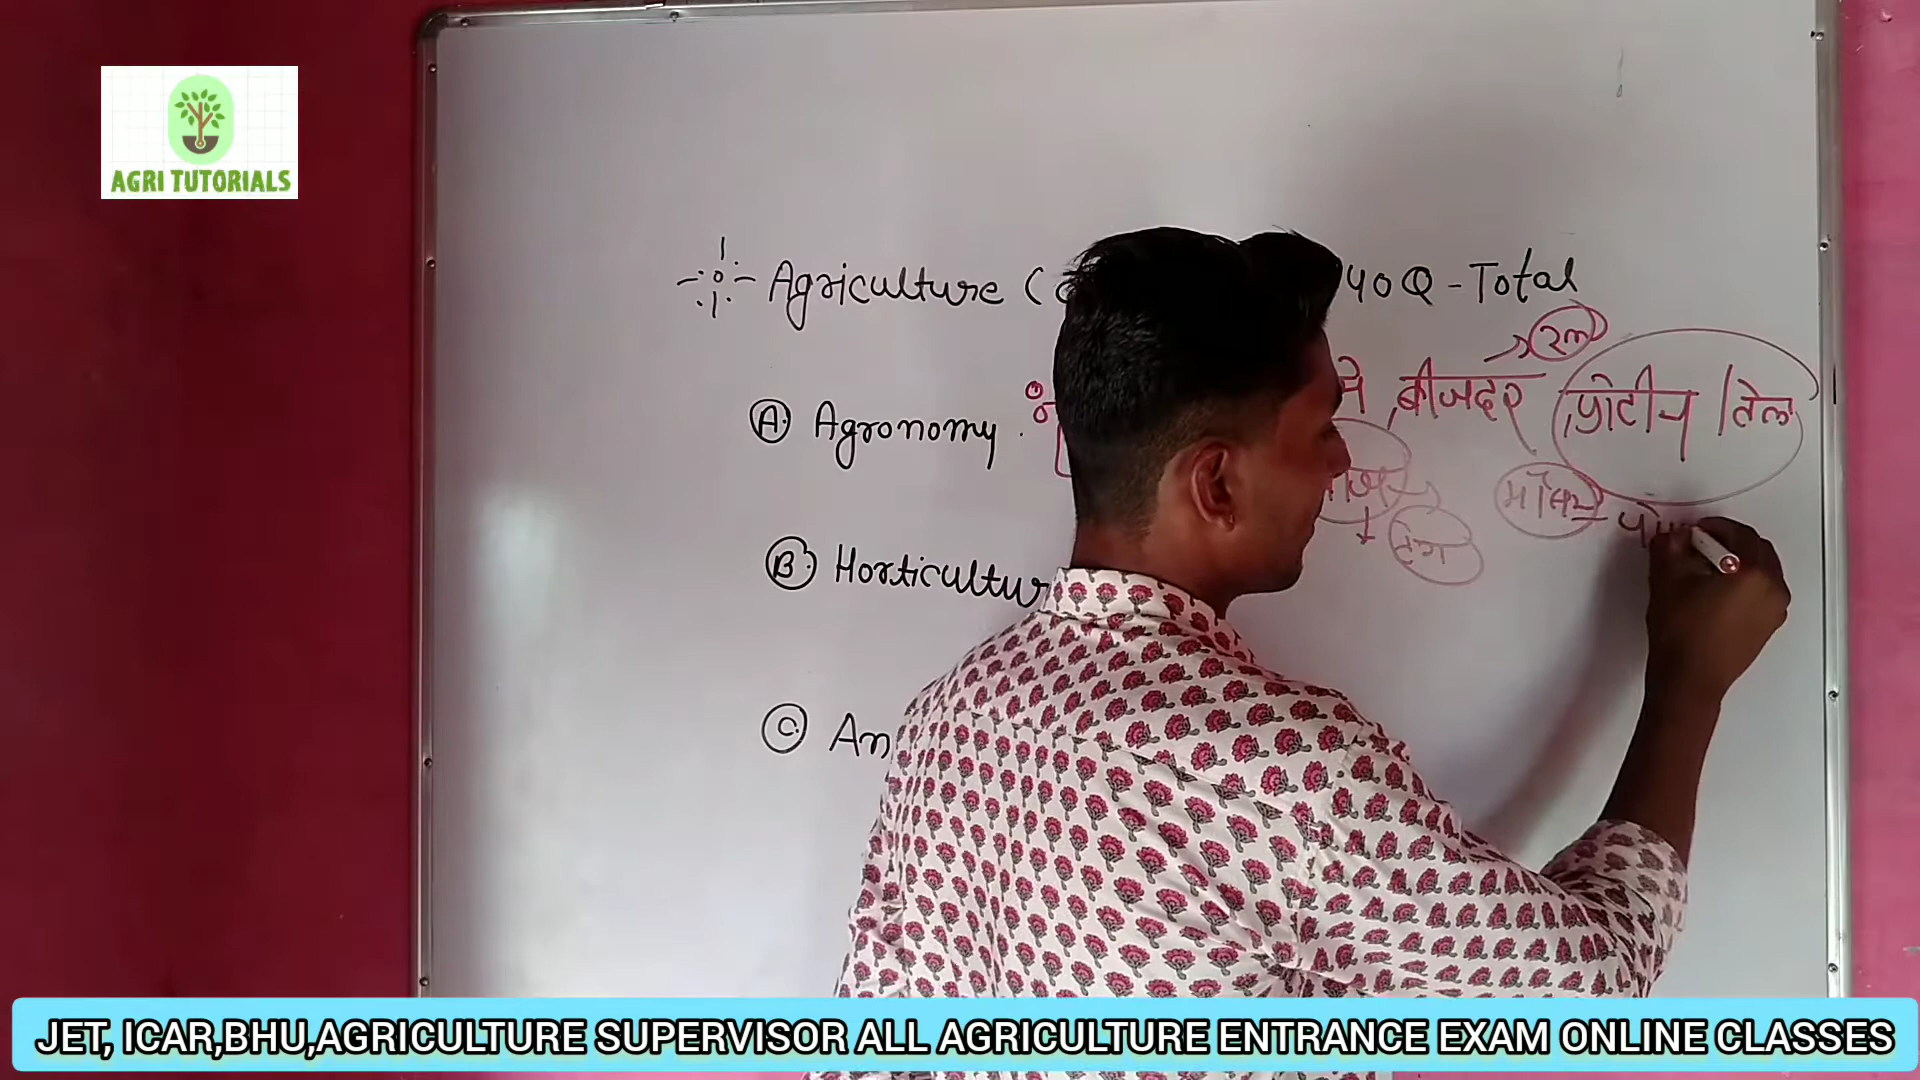 AGRI TUTORIALS
Agriculture ( 40 Q - Total
A. Agronomy
से बीजदर प्रोटीन / तेल
B. Horticultur
C. An
JET, ICAR,BHU,AGRICULTURE SUPERVISOR ALL AGRICULTURE ENTRANCE EXAM ONLINE CLASSES